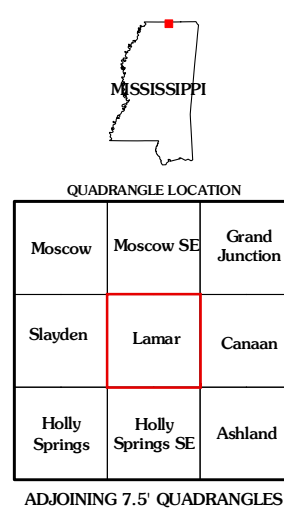 MISSISSIPPI
QUADRANGLE LOCATION
Moscow
Moscow SE
Grand
Junction
Slayden
Lamar
Canaan
Holly
Springs
Holly
Springs SE
Ashland
ADJOINING 7.5' QUADRANGLES